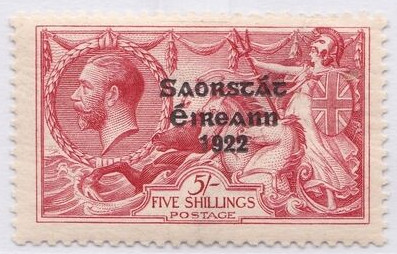 Saorstát
Éireann
1922
5/-
FIVE SHILLINGS
POSTAGE